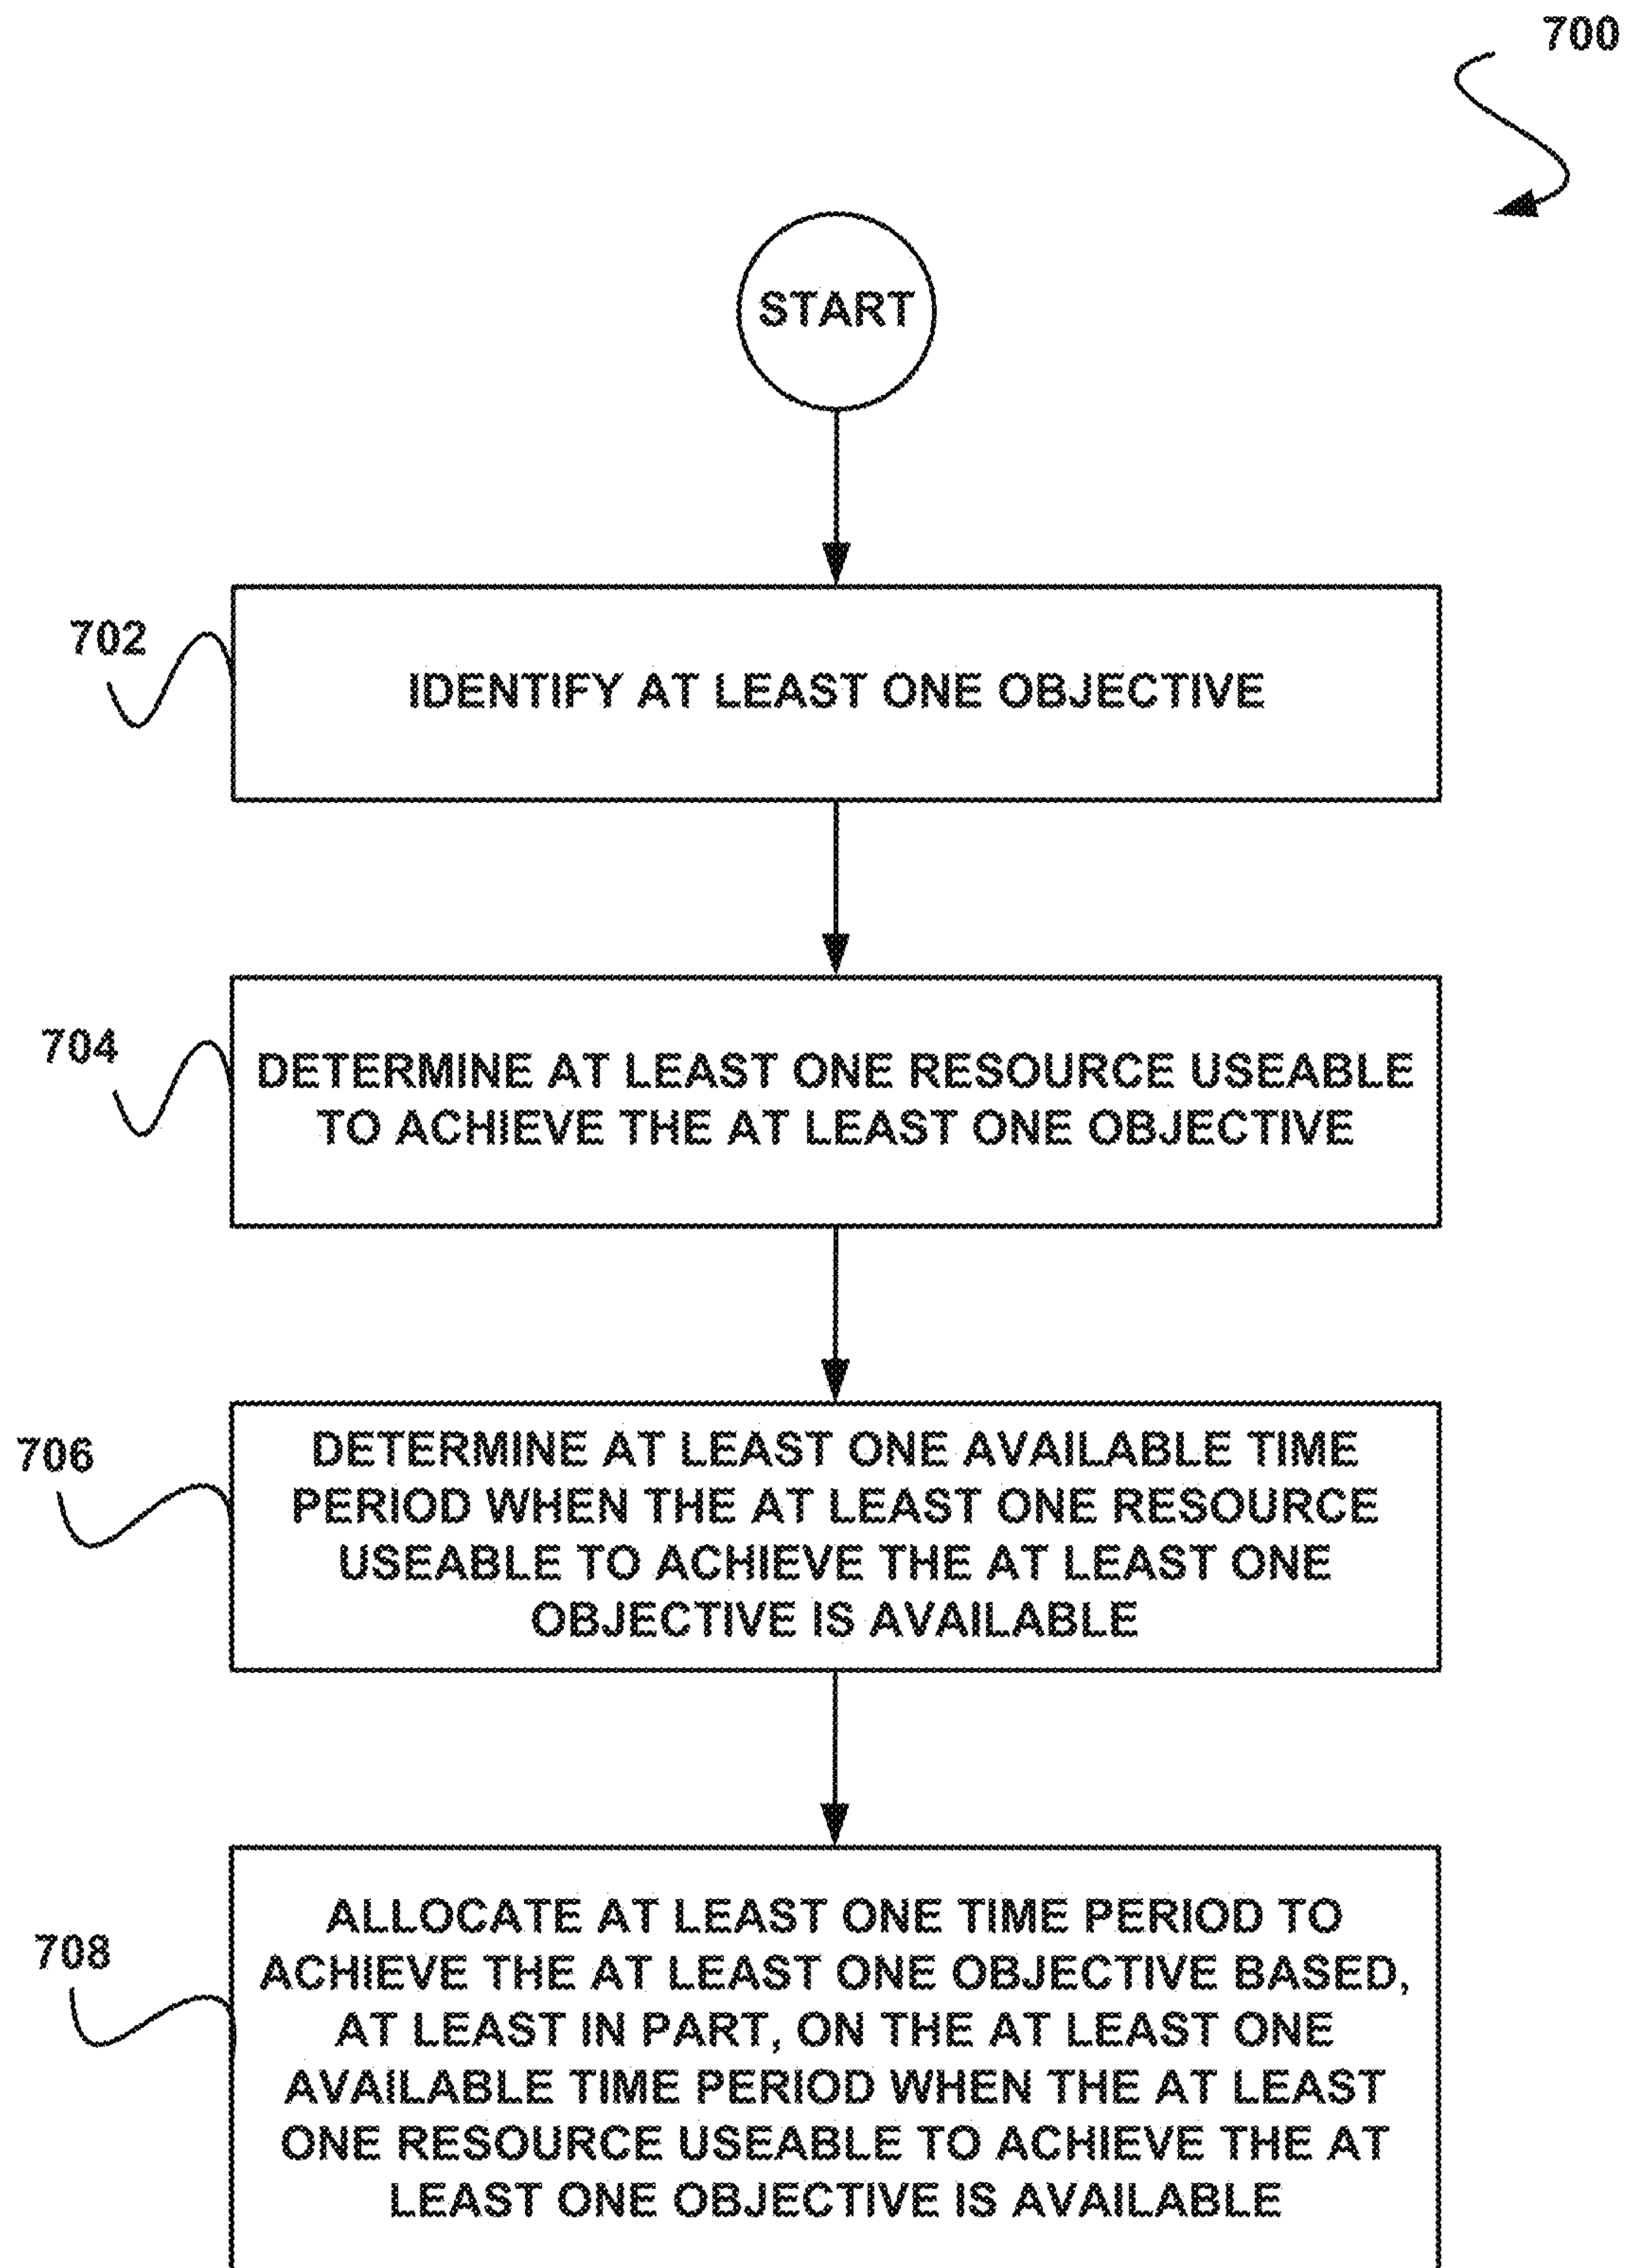 700
START
702
IDENTIFY AT LEAST ONE OBJECTIVE
704
DETERMINE AT LEAST ONE RESOURCE USEABLE
TO ACHIEVE THE AT LEAST ONE OBJECTIVE
706
DETERMINE AT LEAST ONE AVAILABLE TIME
PERIOD WHEN THE AT LEAST ONE RESOURCE
USEABLE TO ACHIEVE THE AT LEAST ONE
OBJECTIVE IS AVAILABLE
708
ALLOCATE AT LEAST ONE TIME PERIOD TO
ACHIEVE THE AT LEAST ONE OBJECTIVE BASED,
AT LEAST IN PART, ON THE AT LEAST ONE
AVAILABLE TIME PERIOD WHEN THE AT LEAST
ONE RESOURCE USEABLE TO ACHIEVE THE AT
LEAST ONE OBJECTIVE IS AVAILABLE